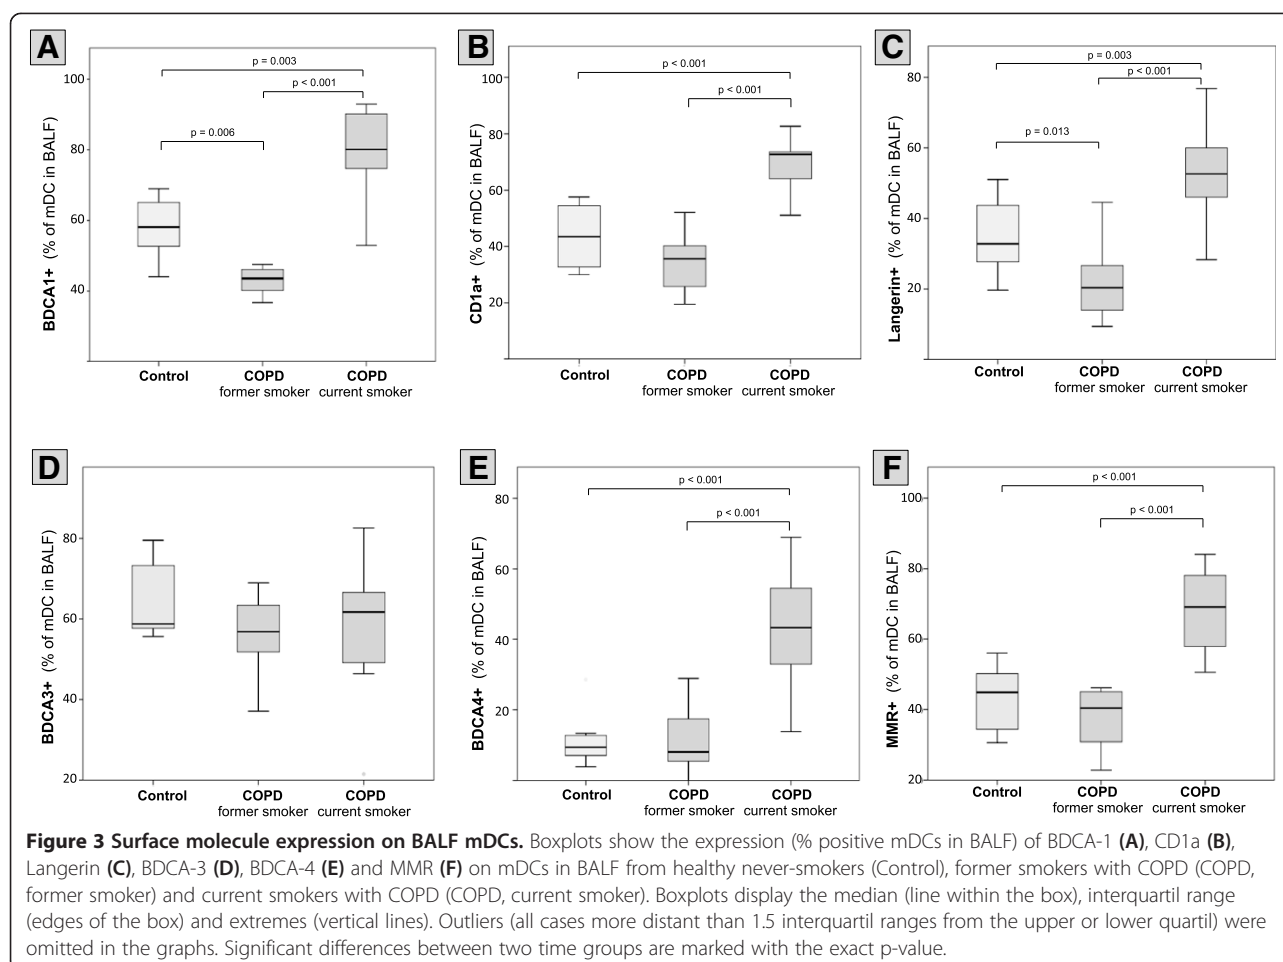 A
BDCA1+ (% of mDC in BALF)
100
80
60
40
p = 0.003
p < 0.001
p = 0.006
Control
COPD
former smoker
COPD
current smoker
B
CD1a+ (% of mDC in BALF)
100
80
60
40
20
p < 0.001
p < 0.001
Control
COPD
former smoker
COPD
current smoker
C
Langerin+ (% of mDC in BALF)
80
60
40
20
p = 0.003
p < 0.001
p = 0.013
Control
COPD
former smoker
COPD
current smoker
D
BDCA3+ (% of mDC in BALF)
80
60
40
20
Control
COPD
former smoker
COPD
current smoker
E
BDCA4+ (% of mDC in BALF)
80
60
40
20
p < 0.001
p < 0.001
Control
COPD
former smoker
COPD
current smoker
F
MMR+ (% of mDC in BALF)
100
80
60
40
20
p < 0.001
p < 0.001
Control
COPD
former smoker
COPD
current smoker
Figure 3 Surface molecule expression on BALF mDCs. Boxplots show the expression (% positive mDCs in BALF) of BDCA-1 (A), CD1a (B),
Langerin (C), BDCA-3 (D), BDCA-4 (E) and MMR (F) on mDCs in BALF from healthy never-smokers (Control), former smokers with COPD (COPD,
former smoker) and current smokers with COPD (COPD, current smoker). Boxplots display the median (line within the box), interquartil range
(edges of the box) and extremes (vertical lines). Outliers (all cases more distant than 1.5 interquartil ranges from the upper or lower quartil) were
omitted in the graphs. Significant differences between two time groups are marked with the exact p-value.